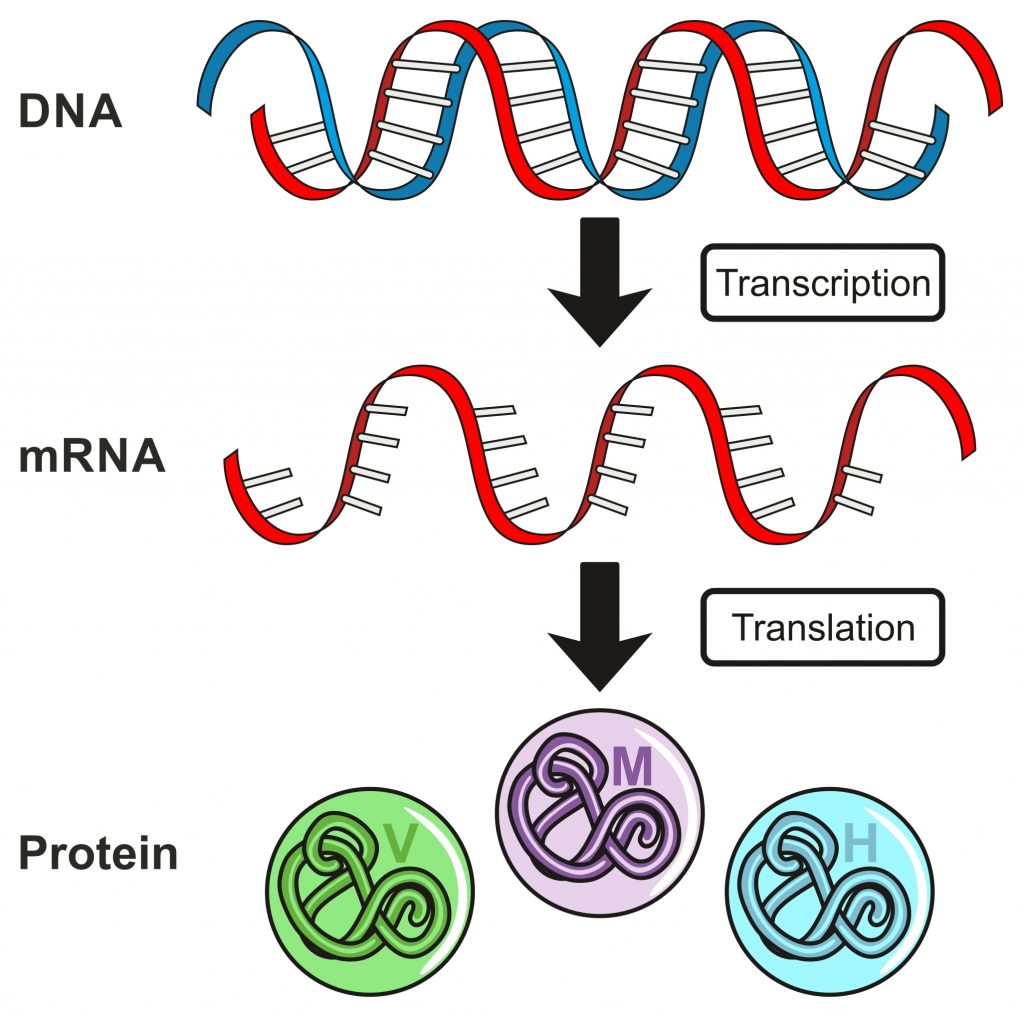 DNA
Transcription
mRNA
Translation
M
Protein
V
H